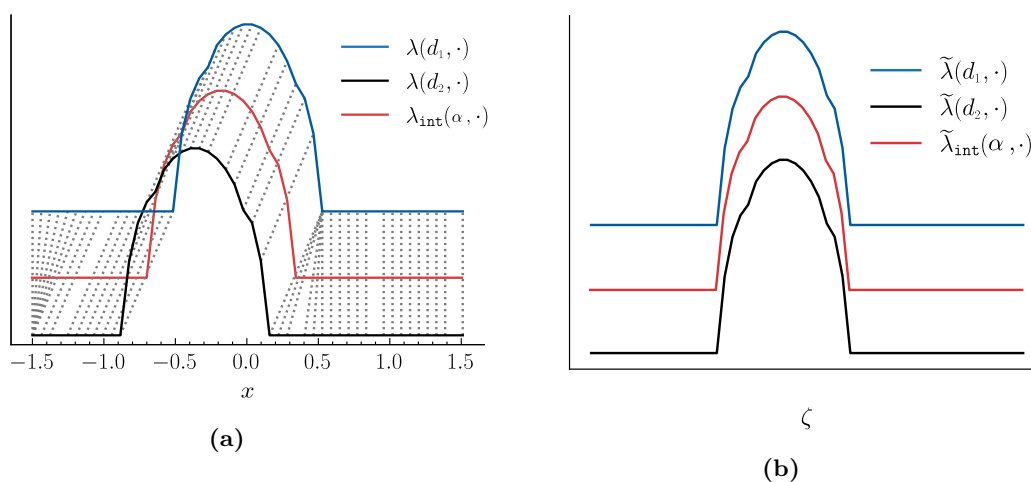 λ(d₁, ·)
λ(d₂, ·)
λ_int(α, ·)
−1.5 −1.0 −0.5 0.0 0.5 1.0 1.5
x
(a)
λ̃(d₁, ·)
λ̃(d₂, ·)
λ̃_int(α, ·)
ζ
(b)